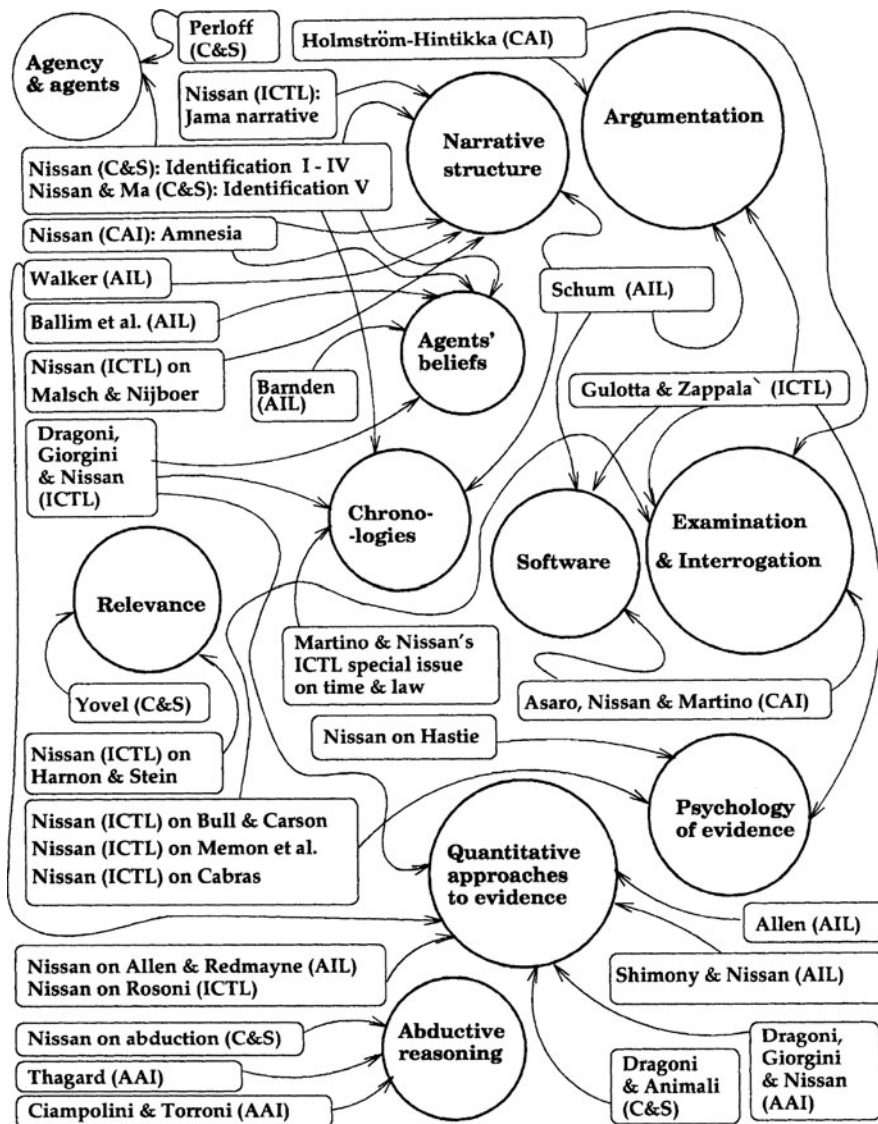 Perloff
(C&S)
Holmström-Hintikka (CAI)
Agency
& agents
Nissan (ICTL):
Jama narrative
Narrative
structure
Argumentation
Nissan (C&S): Identification I - IV
Nissan & Ma (C&S): Identification V
Nissan (CAI): Amnesia
Walker (AIL)
Schum (AIL)
Ballim et al. (AIL)
Agents'
beliefs
Nissan (ICTL) on
Malsch & Nijboer
Barnden
(AIL)
Gulotta & Zappala` (ICTL)
Dragoni,
Giorgini
& Nissan
(ICTL)
Chrono-
-logies
Software
Examination
& Interrogation
Relevance
Martino & Nissan's
ICTL special issue
on time & law
Yovel (C&S)
Asaro, Nissan & Martino (CAI)
Nissan on Hastie
Nissan (ICTL) on
Harnon & Stein
Nissan (ICTL) on Bull & Carson
Nissan (ICTL) on Memon et al.
Nissan (ICTL) on Cabras
Psychology
of evidence
Quantitative
approaches
to evidence
Allen (AIL)
Nissan on Allen & Redmayne (AIL)
Nissan on Rosoni (ICTL)
Shimony & Nissan (AIL)
Nissan on abduction (C&S)
Abductive
reasoning
Thagard (AAI)
Ciampolini & Torroni (AAI)
Dragoni
& Animali
(C&S)
Dragoni,
Giorgini
& Nissan
(AAI)